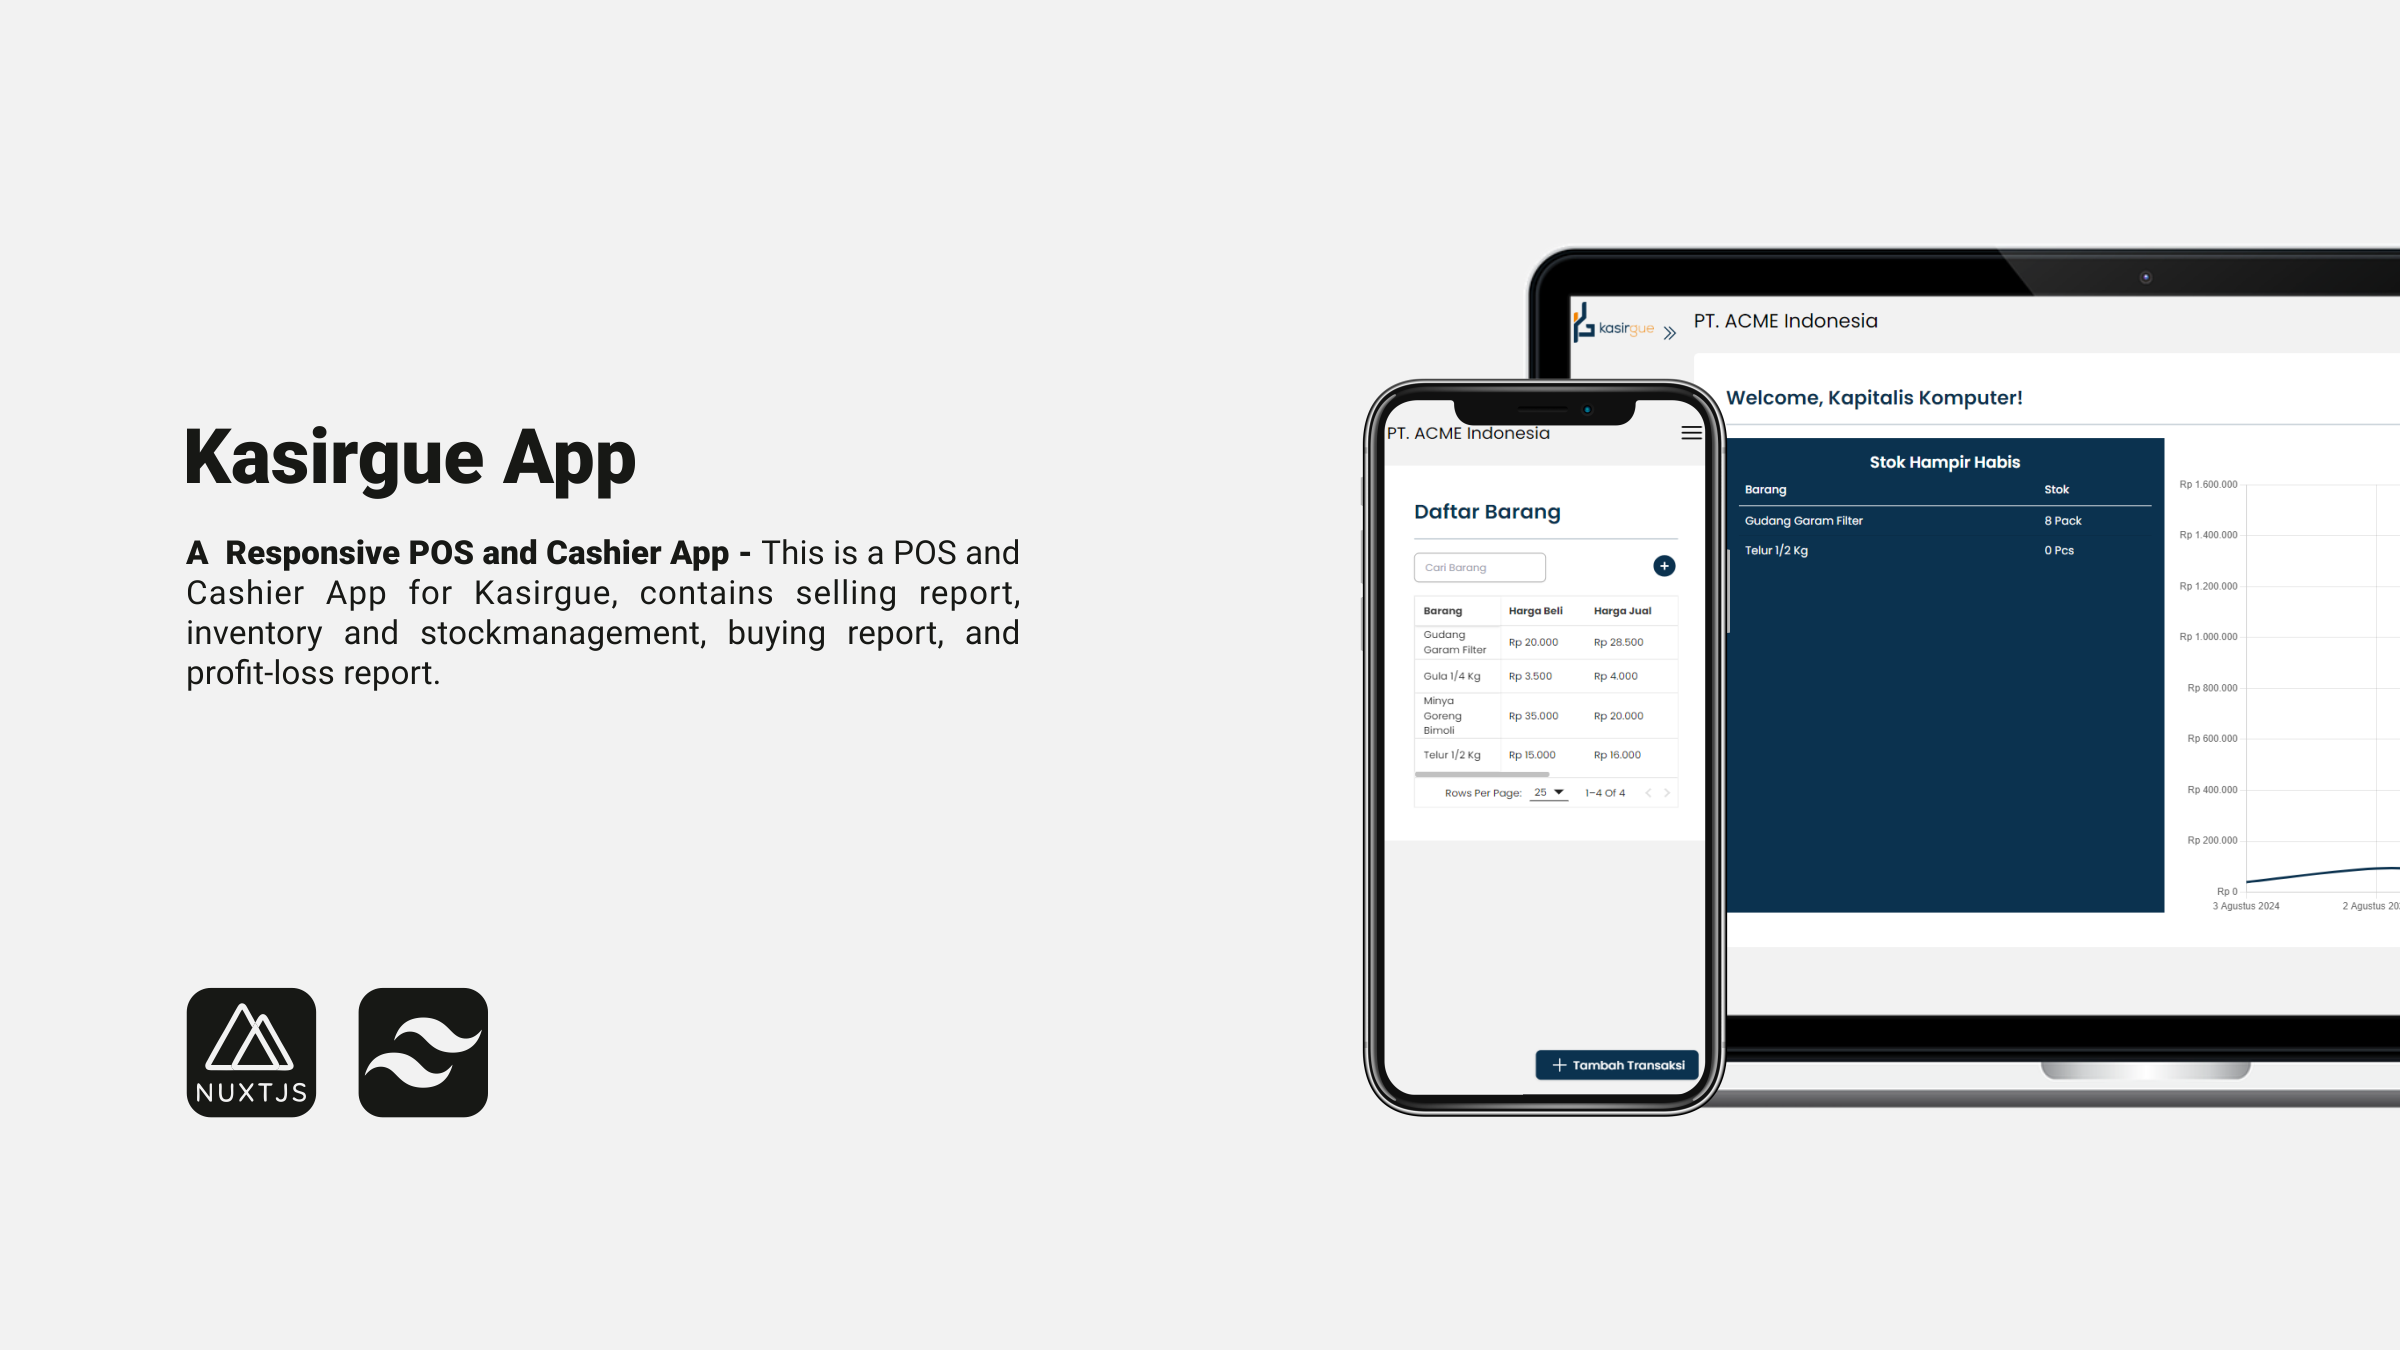 Kasirgue App
A Responsive POS and Cashier App - This is a POS and
Cashier App for Kasirgue, contains selling report,
inventory and stockmanagement, buying report, and
profit-loss report.
NUXTJS
PT. ACME Indonesia
Daftar Barang
Cari Barang
+
Barang Harga Beli Harga Jual
Gudang
Garam Filter Rp 20.000 Rp 28.500
Gula 1/4 Kg Rp 3.500 Rp 4.000
Minya
Goreng Rp 35.000 Rp 20.000
Bimoli
Telur 1/2 Kg Rp 15.000 Rp 16.000
Rows Per Page: 25 1-4 Of 4
+ Tambah Transaksi
kasirgue
PT. ACME Indonesia
Welcome, Kapitalis Komputer!
Stok Hampir Habis
Barang Stok
Gudang Garam Filter 8 Pack
Telur 1/2 Kg 0 Pcs
Rp 1.600.000
Rp 1.400.000
Rp 1.200.000
Rp 1.000.000
Rp 800.000
Rp 600.000
Rp 400.000
Rp 200.000
Rp 0
3 Agustus 2024 2 Agustus 20